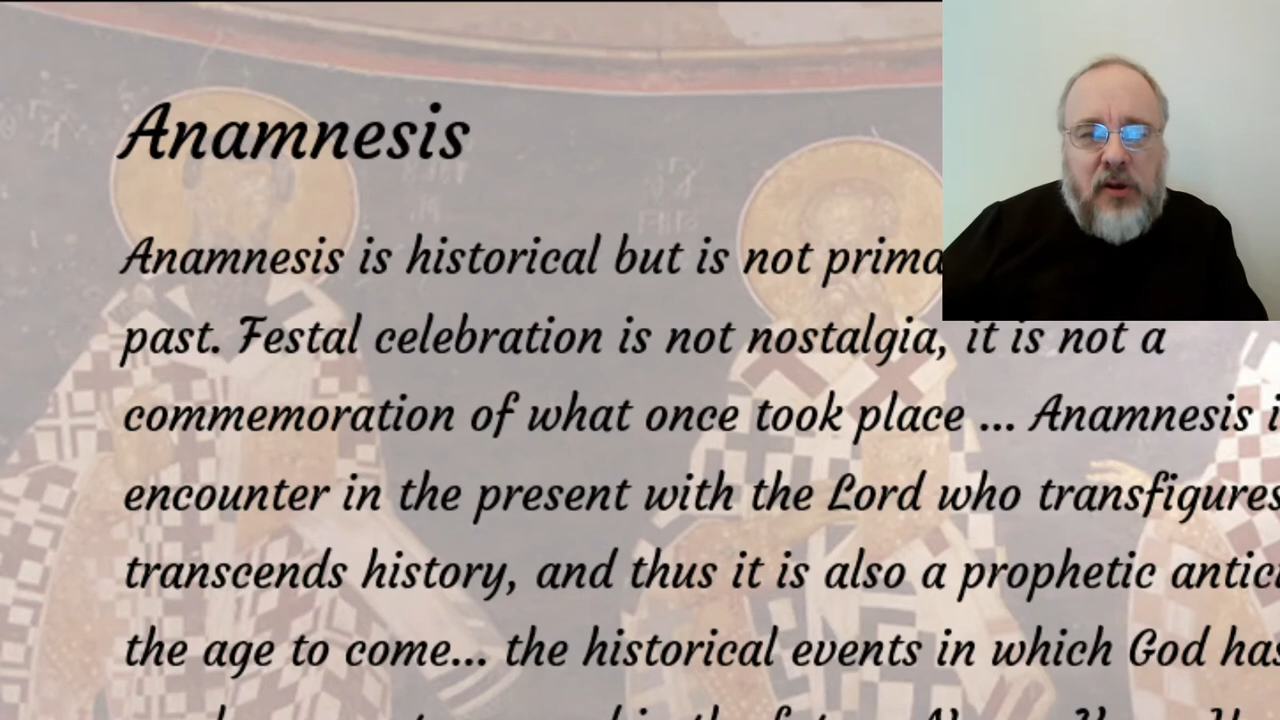 Anamnesis
Anamnesis is historical but is not
past. Festal celebration is not nostalgia, it is not a
commemoration of what once took place ... Anamnesis
encounter in the present with the Lord who transfigures
transcends history, and thus it is also a prophetic
the age to come... the historical events in which God has